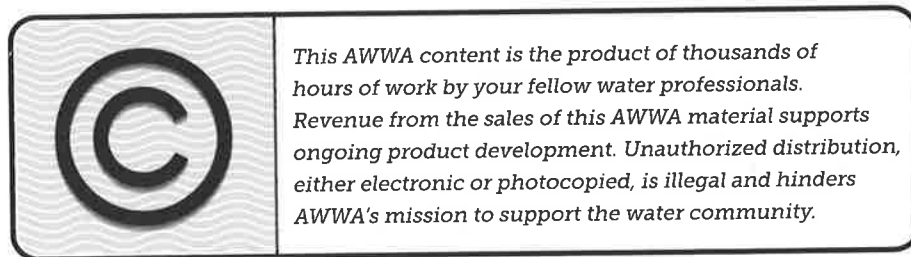 ©
This AWWA content is the product of thousands of
hours of work by your fellow water professionals.
Revenue from the sales of this AWWA material supports
ongoing product development. Unauthorized distribution,
either electronic or photocopied, is illegal and hinders
AWWA's mission to support the water community.